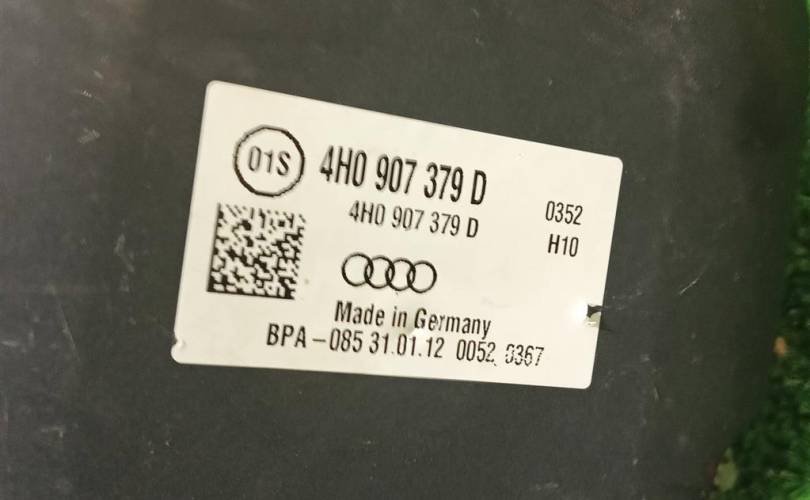 01S 4H0 907 379 D
4H0 907 379 D 0352
H10
Made in Germany
BPA-085 31.01.12 0052 0367